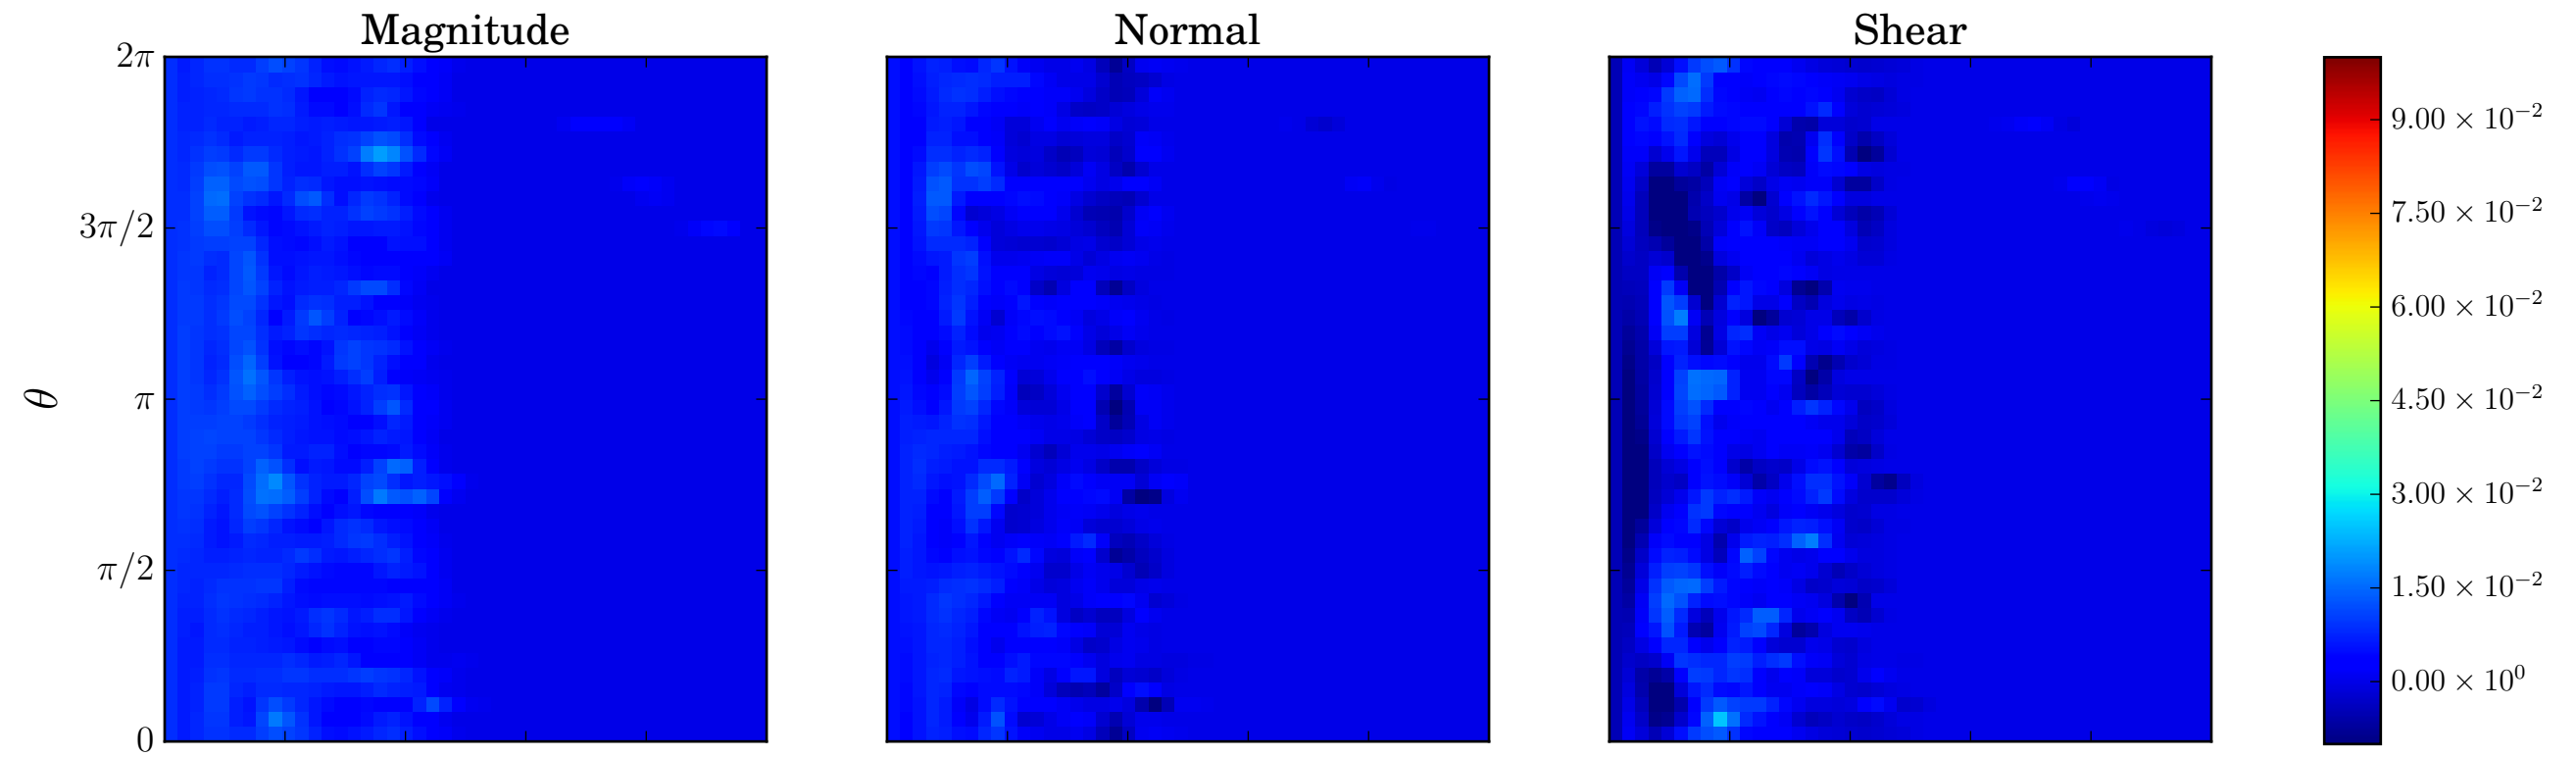 Magnitude
Normal
Shear
2π
3π/2
π
π/2
0
θ
9.00 × 10⁻²
7.50 × 10⁻²
6.00 × 10⁻²
4.50 × 10⁻²
3.00 × 10⁻²
1.50 × 10⁻²
0.00 × 10⁰